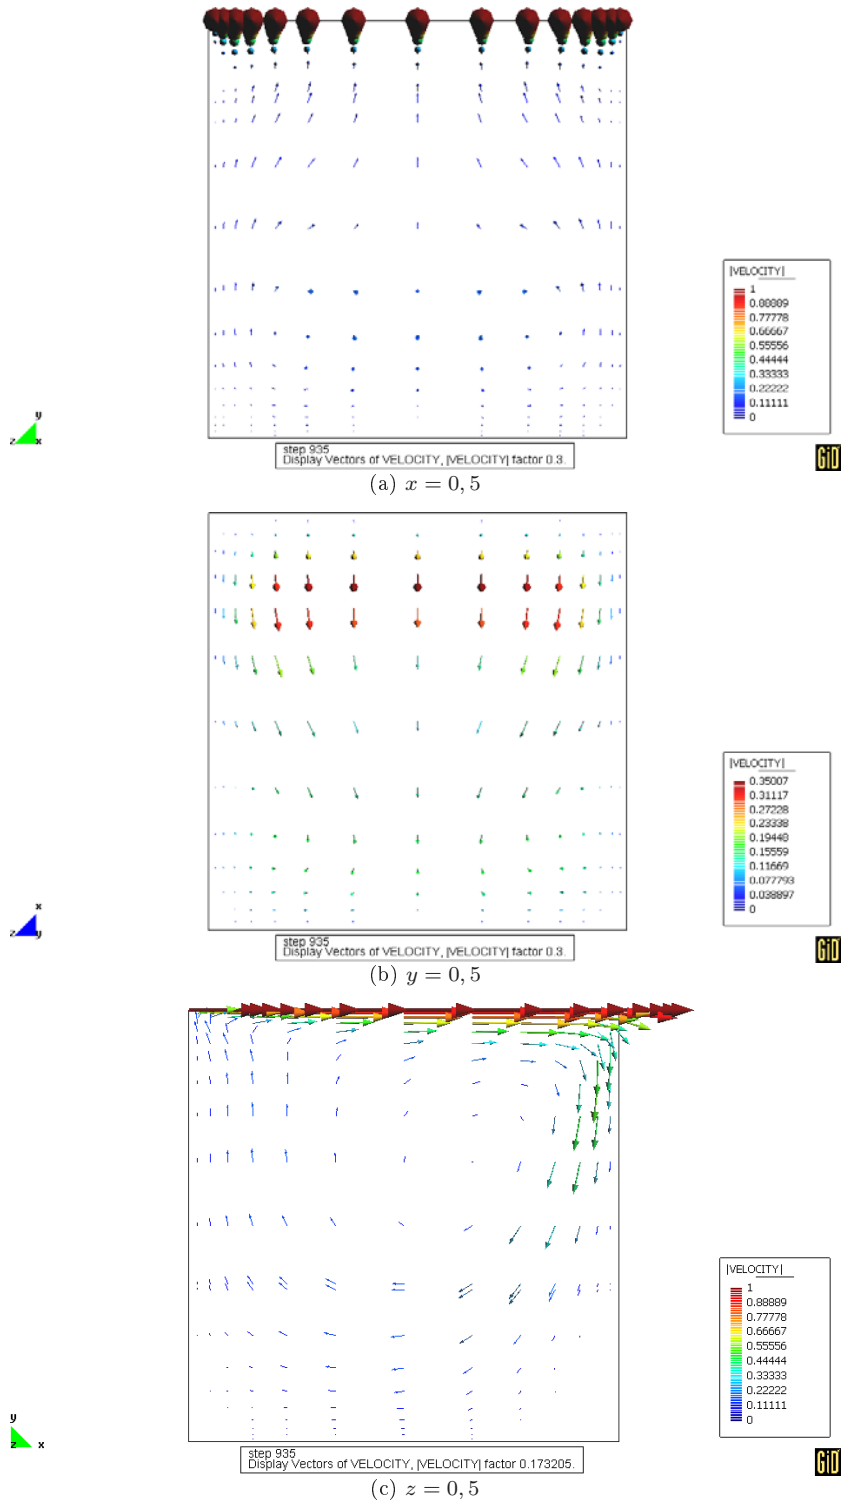 |VELOCITY|
1
0.88889
0.77778
0.66667
0.55556
0.44444
0.33333
0.22222
0.11111
0
y
z x
GiD
step 935
Display Vectors of VELOCITY, |VELOCITY| factor 0.3.
(a) x = 0, 5
|VELOCITY|
0.35007
0.31117
0.27228
0.23338
0.19448
0.15559
0.11669
0.077793
0.038897
0
x
z y
GiD
step 935
Display Vectors of VELOCITY, |VELOCITY| factor 0.3.
(b) y = 0, 5
|VELOCITY|
1
0.88889
0.77778
0.66667
0.55556
0.44444
0.33333
0.22222
0.11111
0
y
z x
GiD
step 935
Display Vectors of VELOCITY, |VELOCITY| factor 0.173205.
(c) z = 0, 5